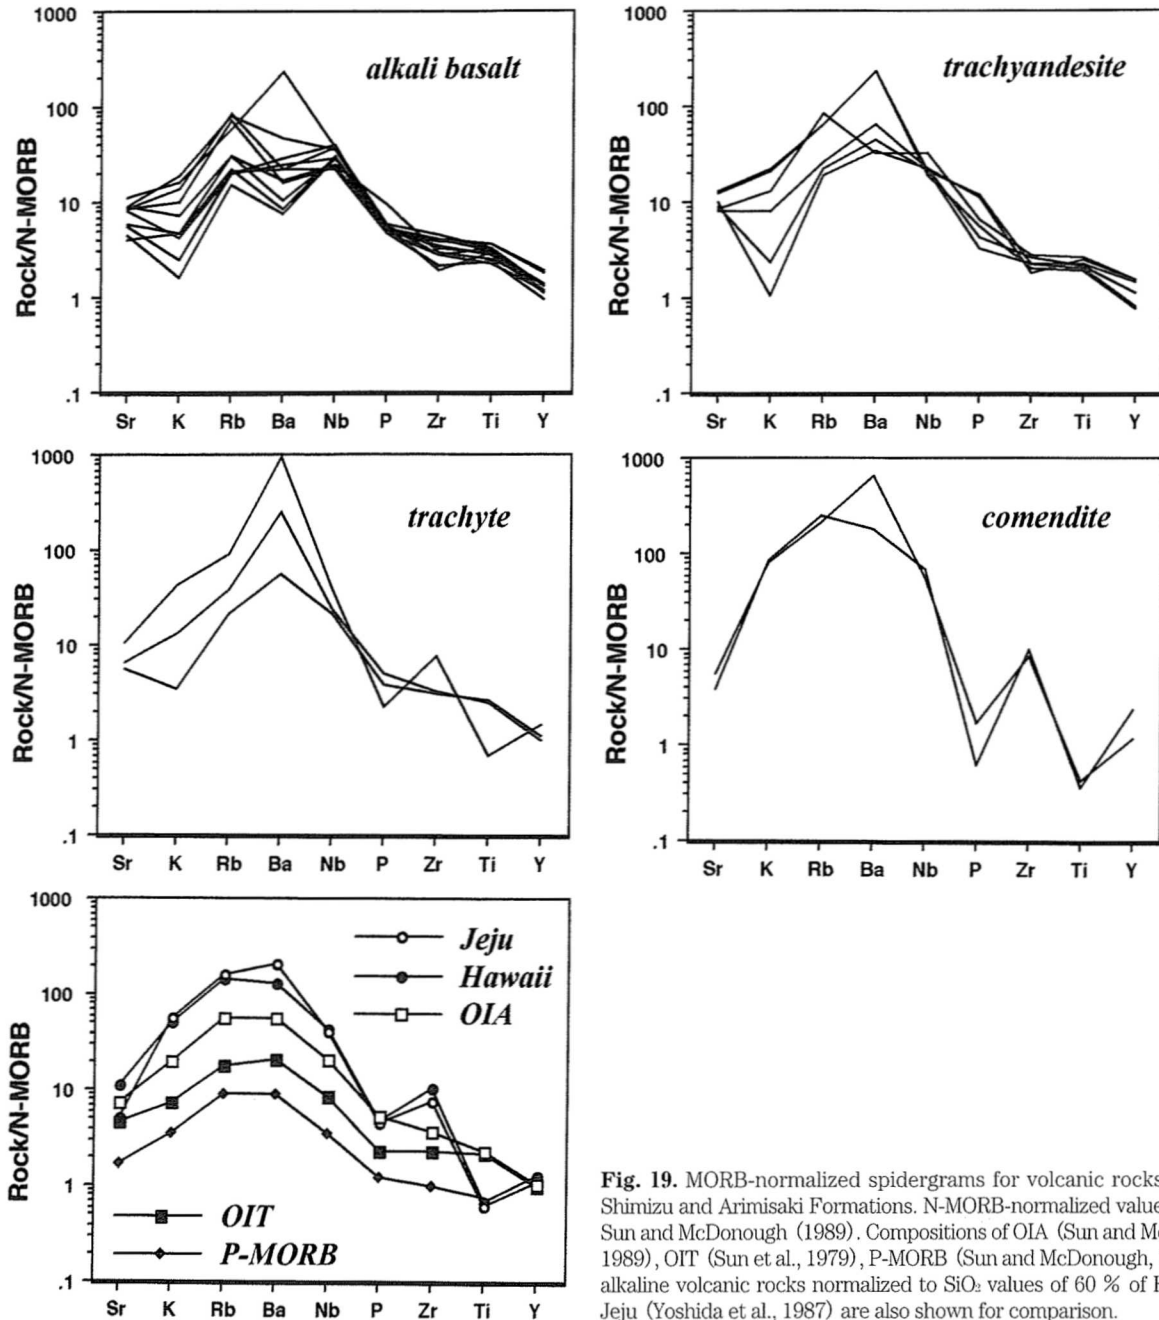 1000
100
10
1
.1
Rock/N-MORB
alkali basalt
Sr K Rb Ba Nb P Zr Ti Y
1000
100
10
1
.1
Rock/N-MORB
trachyandesite
Sr K Rb Ba Nb P Zr Ti Y
1000
100
10
1
.1
Rock/N-MORB
trachyte
Sr K Rb Ba Nb P Zr Ti Y
1000
100
10
1
.1
Rock/N-MORB
comendite
Sr K Rb Ba Nb P Zr Ti Y
1000
100
10
1
.1
Rock/N-MORB
Jeju
Hawaii
OIA
OIT
P-MORB
Sr K Rb Ba Nb P Zr Ti Y
Fig. 19. MORB-normalized spidergrams for volcanic rocks
Shimizu and Arimisaki Formations. N-MORB-normalized value
Sun and McDonough (1989). Compositions of OIA (Sun and
1989), OIT (Sun et al., 1979), P-MORB (Sun and McDonough,
alkaline volcanic rocks normalized to SiO₂ values of 60 % of
Jeju (Yoshida et al., 1987) are also shown for comparison.